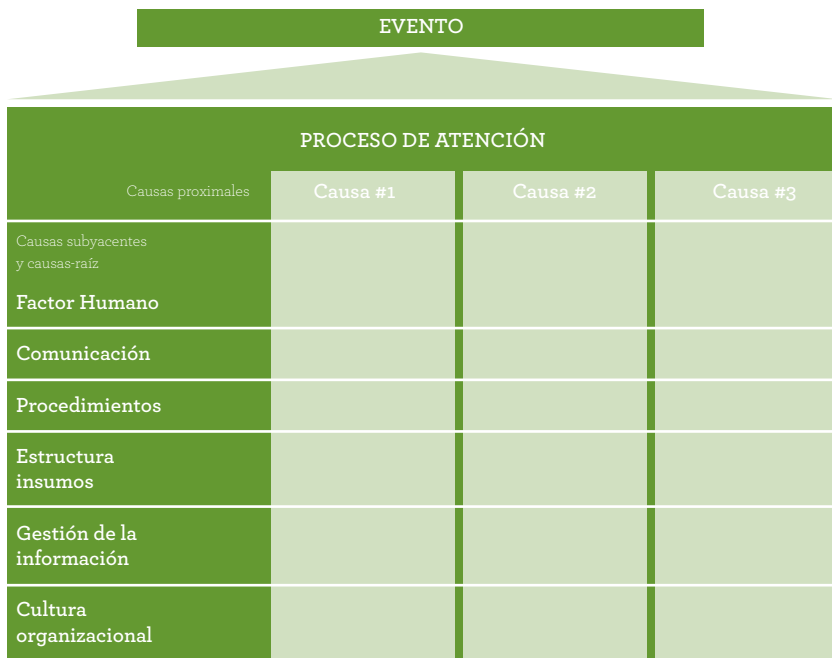 EVENTO
PROCESO DE ATENCIÓN
Causas proximales
Causa #1
Causa #2
Causa #3
Causas subyacentes
y causas-raíz
Factor Humano
Comunicación
Procedimientos
Estructura
insumos
Gestión de la
información
Cultura
organizacional